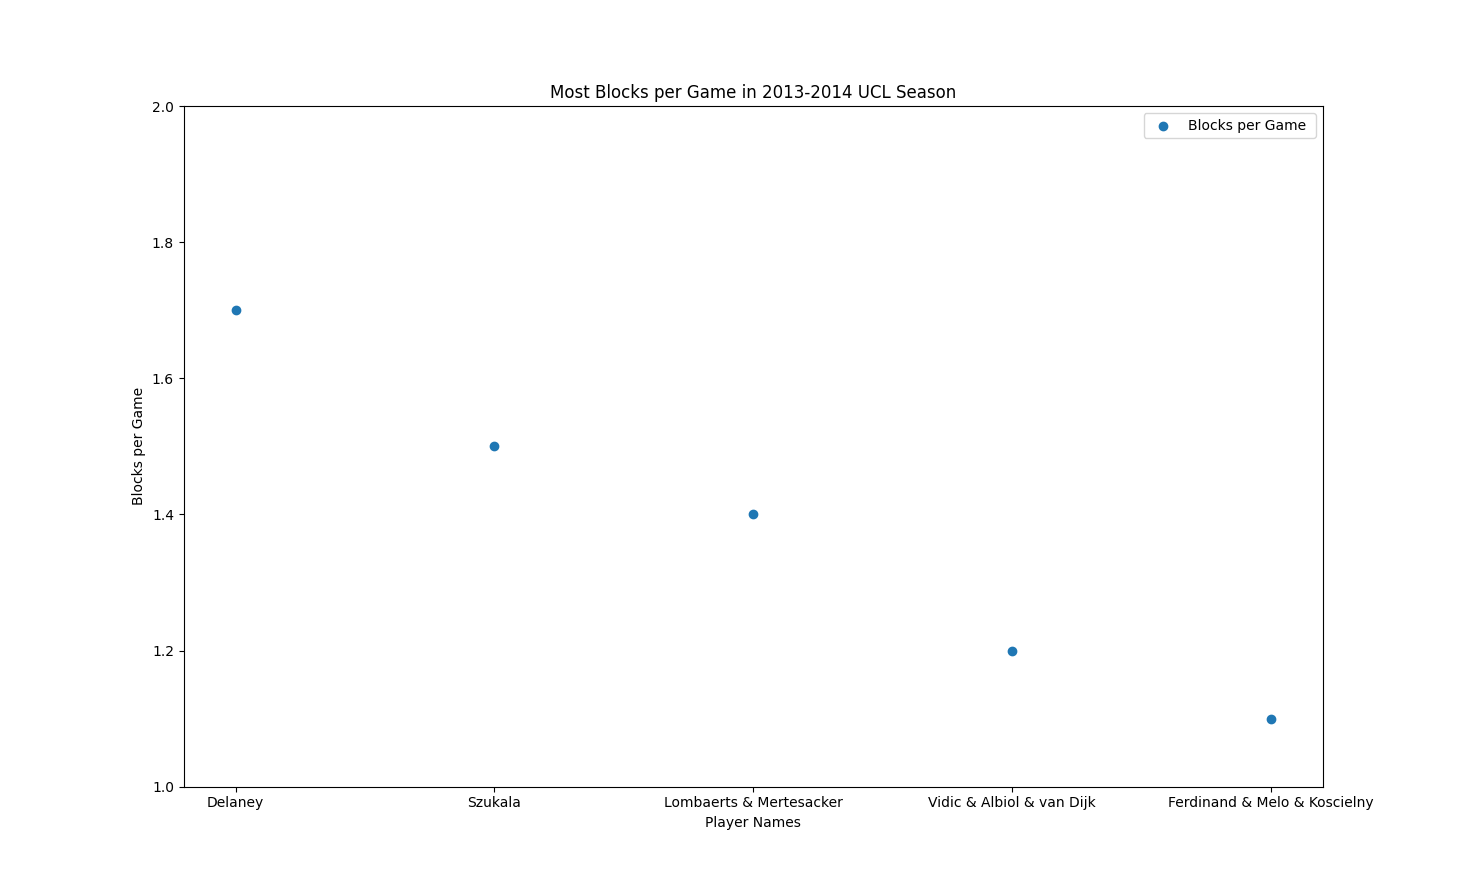 Most Blocks per Game in 2013-2014 UCL Season
Blocks per Game
2.0
1.8
1.6
1.4
1.2
1.0
Blocks per Game
Delaney
Szukala
Lombaerts & Mertesacker
Vidic & Albiol & van Dijk
Ferdinand & Melo & Koscielny
Player Names